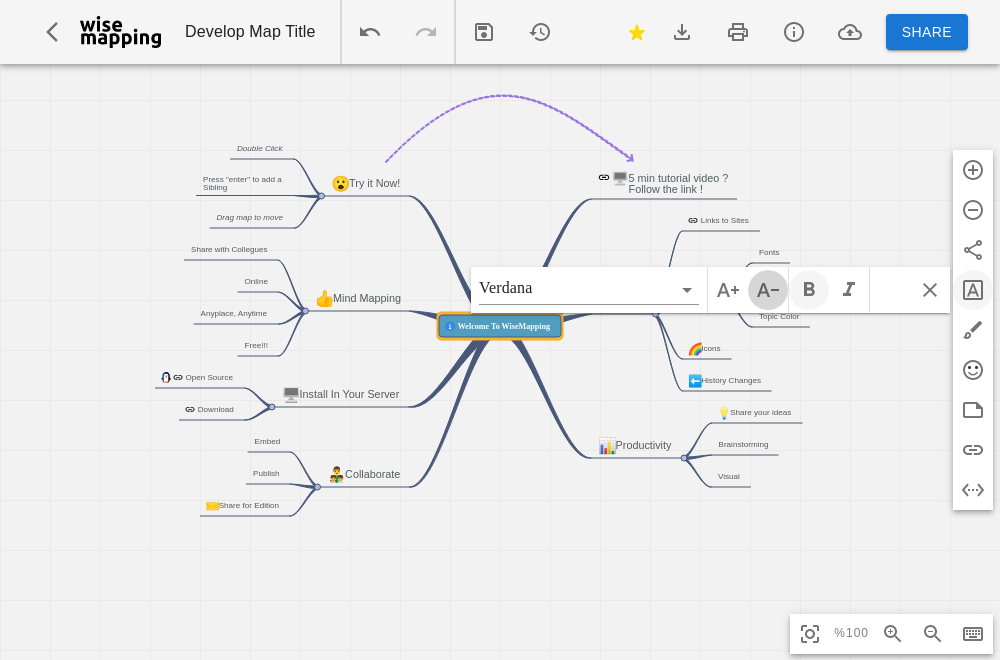 wise
mapping
Develop Map Title
SHARE
Double Click
Press "enter" to add a
Sibling
Drag map to move
Try it Now!
5 min tutorial video ?
Follow the link !
Links to Sites
Fonts
Topic Color
Icons
History Changes
Share with Collegues
Online
Anyplace, Anytime
Free!!!
Mind Mapping
Verdana
A+
A-
B
I
A
Welcome To WiseMapping
Open Source
Download
Install In Your Server
Embed
Publish
Share for Edition
Collaborate
Productivity
Share your ideas
Brainstorming
Visual
%100